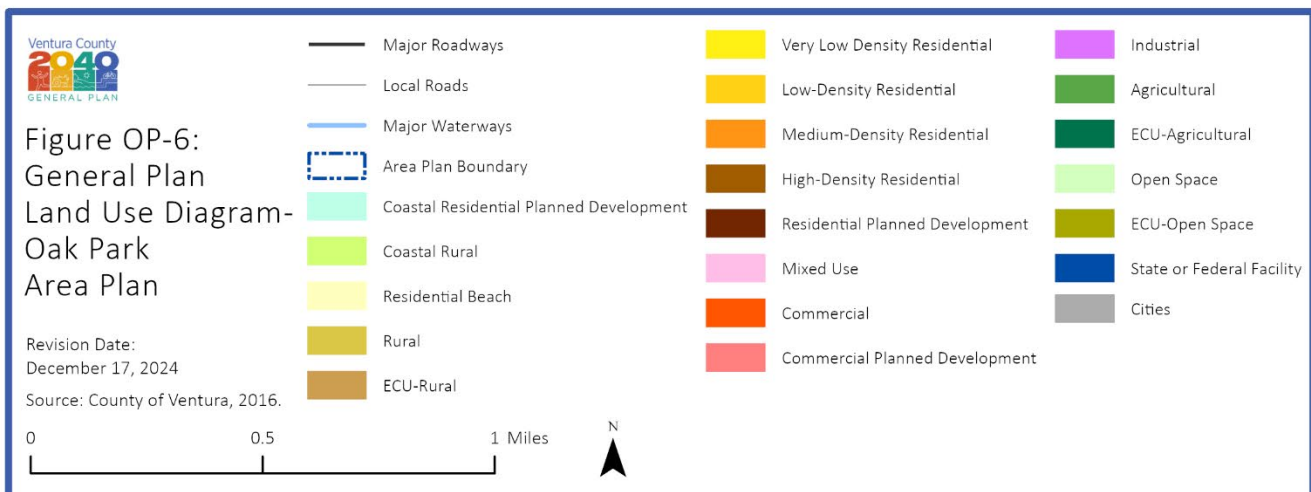 Ventura County
2040
GENERAL PLAN
Figure OP-6:
General Plan
Land Use Diagram-
Oak Park
Area Plan
Revision Date:
December 17, 2024
Source: County of Ventura, 2016.
Major Roadways
Local Roads
Major Waterways
Area Plan Boundary
Coastal Residential Planned Development
Coastal Rural
Residential Beach
Rural
ECU-Rural
Very Low Density Residential
Low-Density Residential
Medium-Density Residential
High-Density Residential
Residential Planned Development
Mixed Use
Commercial
Commercial Planned Development
Industrial
Agricultural
ECU-Agricultural
Open Space
ECU-Open Space
State or Federal Facility
Cities
0 0.5 1 Miles
N